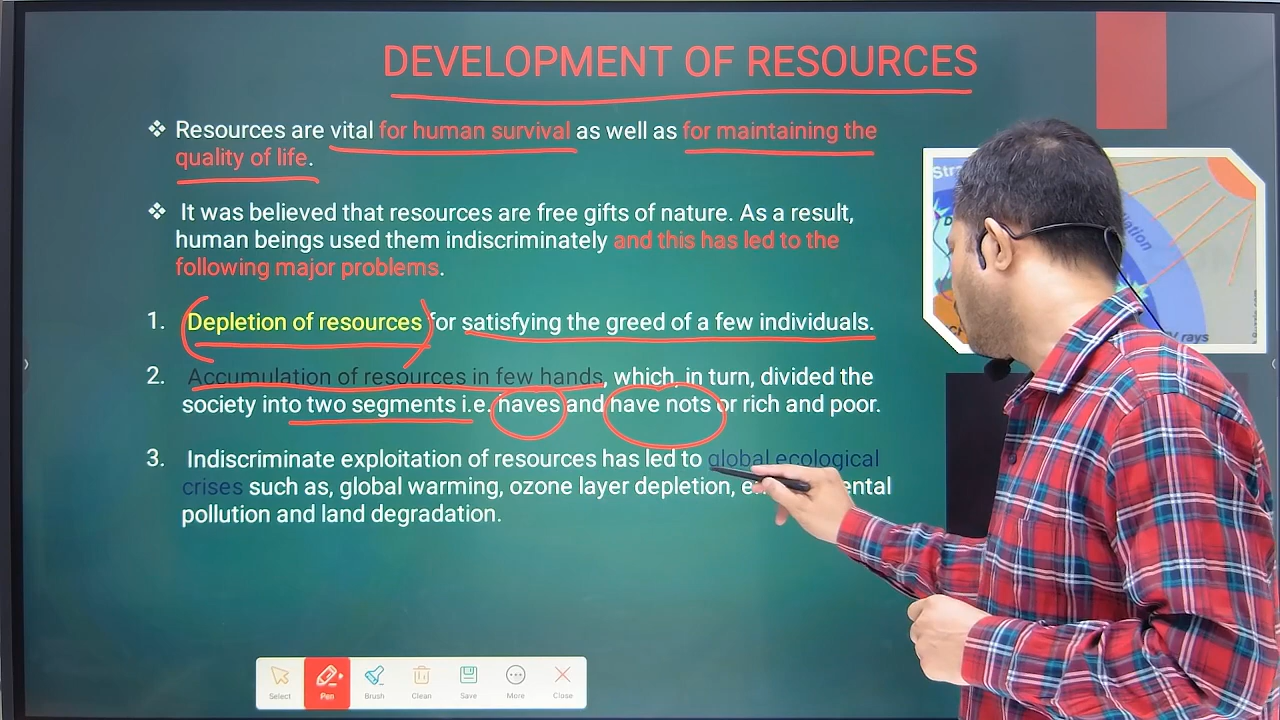 DEVELOPMENT OF RESOURCES
❖ Resources are vital for human survival as well as for maintaining the
quality of life.
❖ It was believed that resources are free gifts of nature. As a result,
human beings used them indiscriminately and this has led to the
following major problems.
1. Depletion of resources for satisfying the greed of a few individuals.
2. Accumulation of resources in few hands, which, in turn, divided the
society into two segments i.e. haves and have nots or rich and poor.
3. Indiscriminate exploitation of resources has led to global ecological
crises such as, global warming, ozone layer depletion,
pollution and land degradation.
rays
Select Pen Brush Clean Save More Close